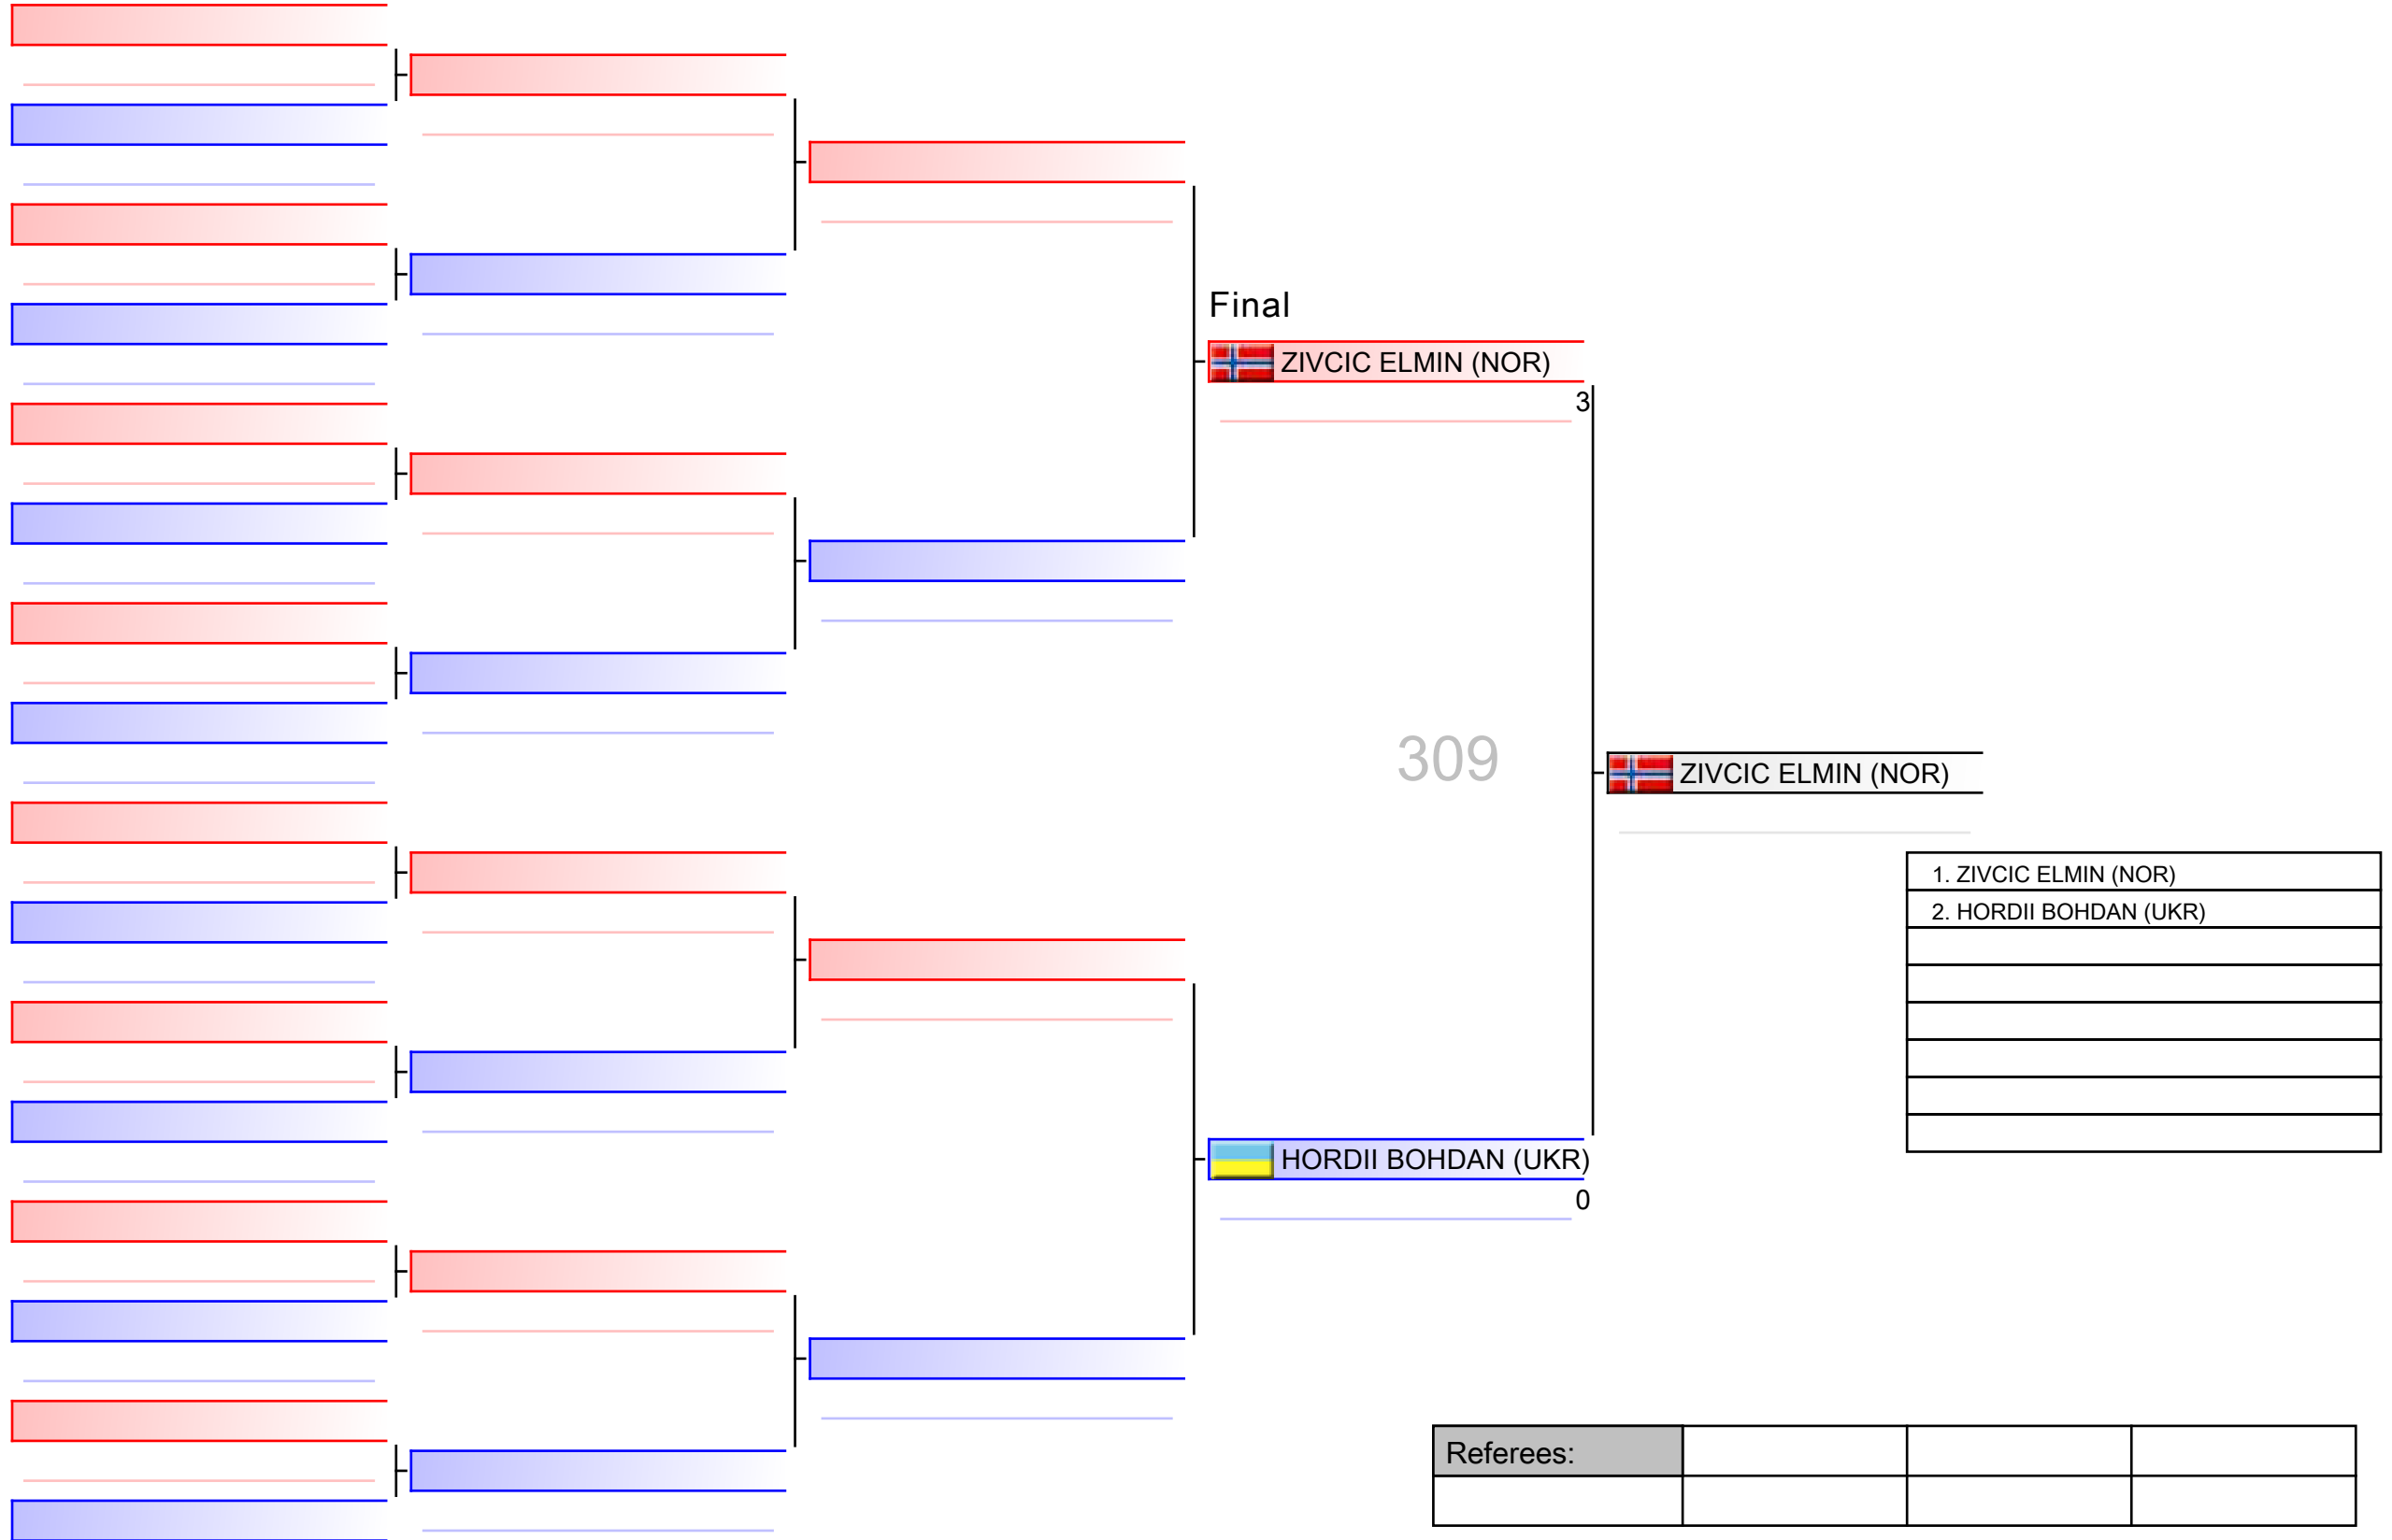 Final
ZIVCIC ELMIN (NOR)
3
309
ZIVCIC ELMIN (NOR)
1. ZIVCIC ELMIN (NOR)
2. HORDII BOHDAN (UKR)
HORDII BOHDAN (UKR)
0
Referees: